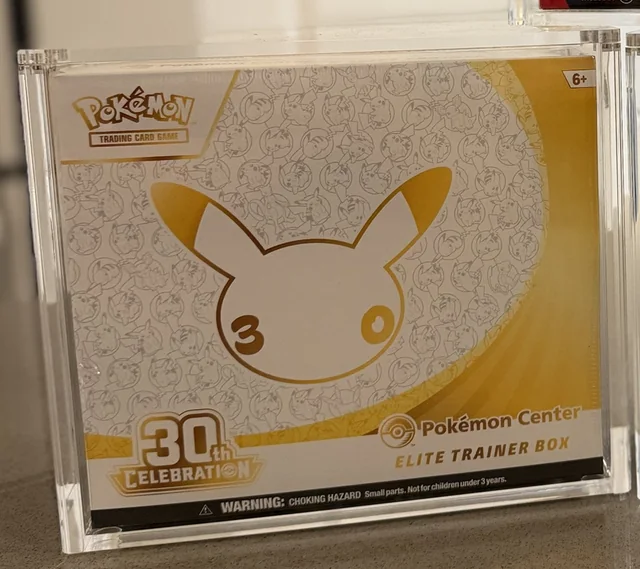 Pokémon
TRADING CARD GAME
6+
3 0
30th
CELEBRATION
Pokémon Center
ELITE TRAINER BOX
WARNING: CHOKING HAZARD Small parts. Not for children under 3 years.